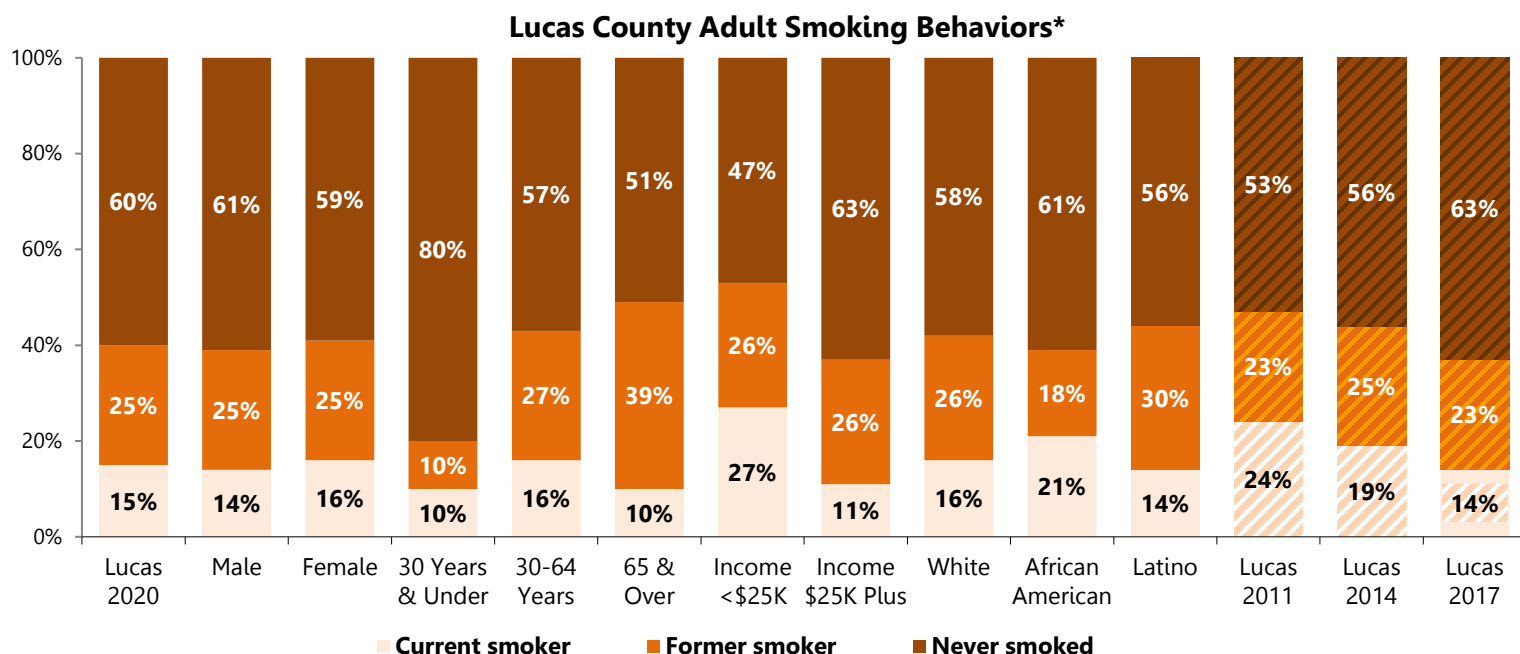 Lucas County Adult Smoking Behaviors*
100%
80%
60%
40%
20%
0%
60% 61% 59% 80% 57% 51% 47% 63% 58% 61% 56% 53% 56% 63%
25% 25% 25% 10% 27% 39% 26% 26% 26% 18% 30% 23% 25% 23%
15% 14% 16% 10% 16% 10% 27% 11% 16% 21% 14% 24% 19% 14%
Lucas Male Female 30 Years 30-64 65 & Income Income White African Latino Lucas Lucas Lucas
2020 & Under Years Over <$25K $25K Plus American 2011 2014 2017
Current smoker Former smoker Never smoked